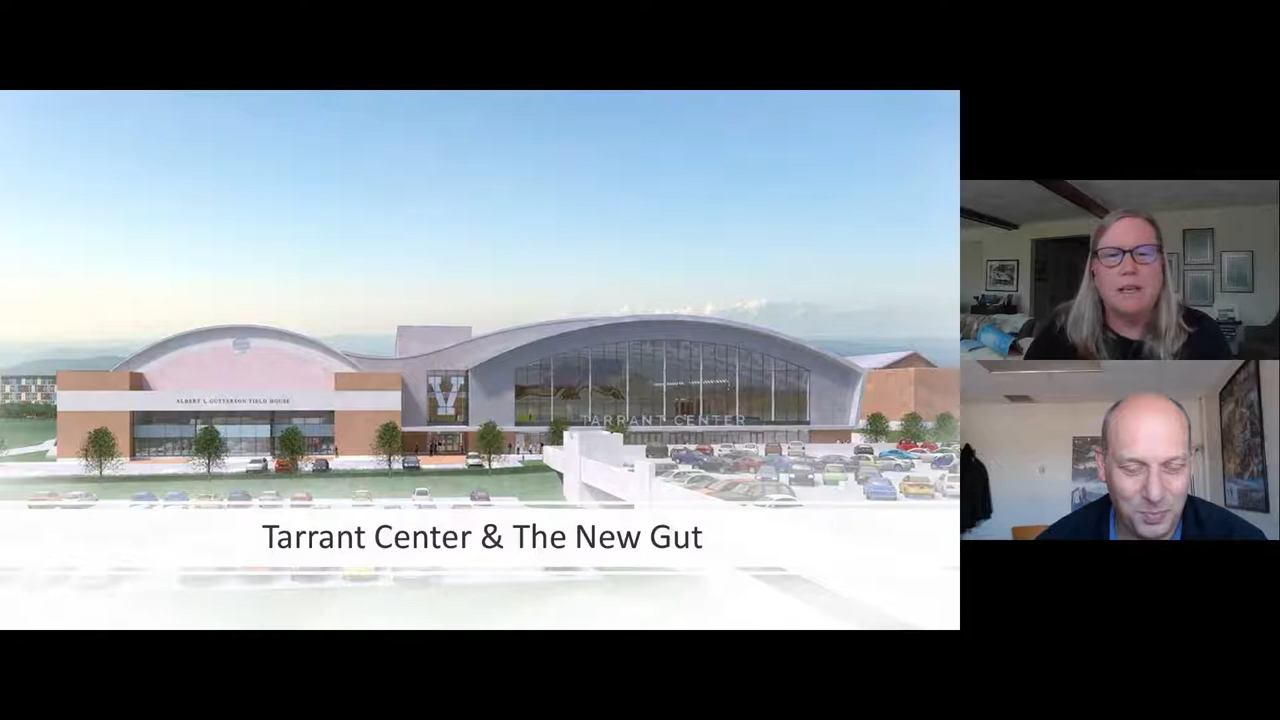 ALBERT L. GUTTERSON FIELD HOUSE
V
TARRANT CENTER
Tarrant Center & The New Gut